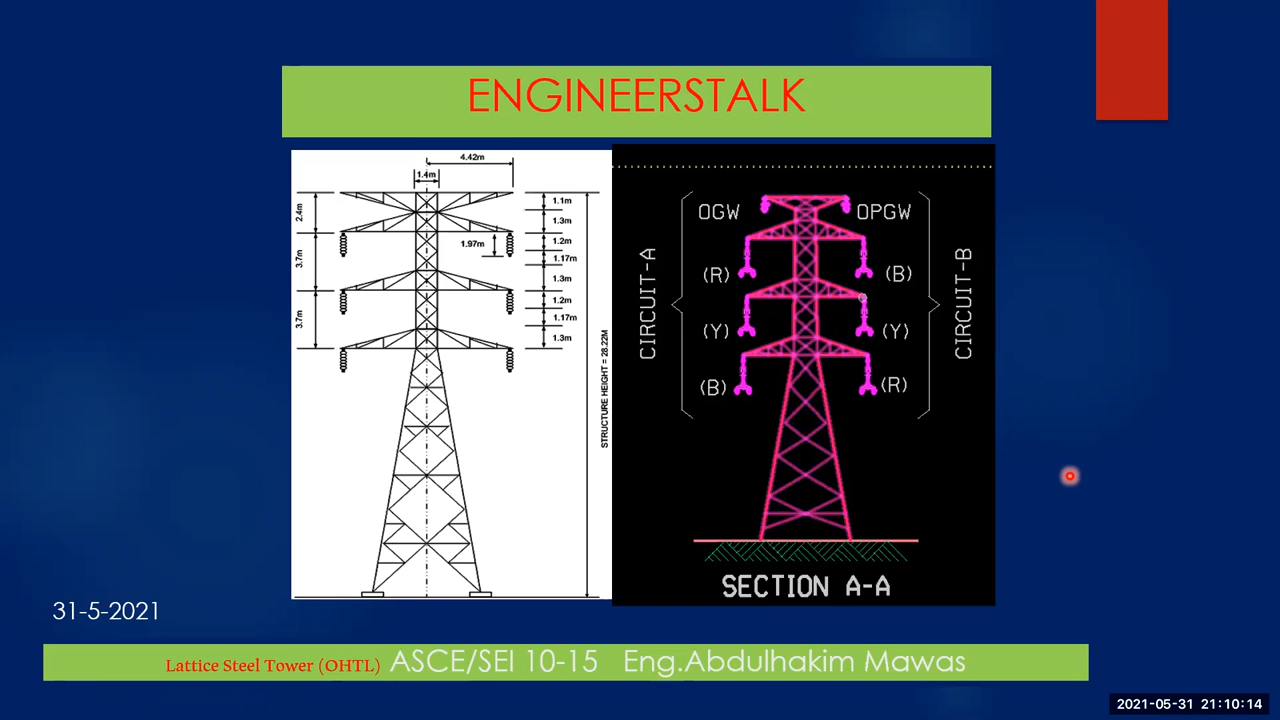 ENGINEERSTALK
4.42m
1.4m
2.4m
3.7m
3.7m
1.97m
1.1m
1.3m
1.2m
1.17m
1.3m
1.2m
1.17m
1.3m
STRUCTURE HEIGHT = 28.22M
OGW
OPGW
CIRCUIT-A
CIRCUIT-B
(R)
(B)
(Y)
(Y)
(B)
(R)
SECTION A-A
31-5-2021
Lattice Steel Tower (OHTL) ASCE/SEI 10-15 Eng.Abdulhakim Mawas
2021-05-31 21:10:14